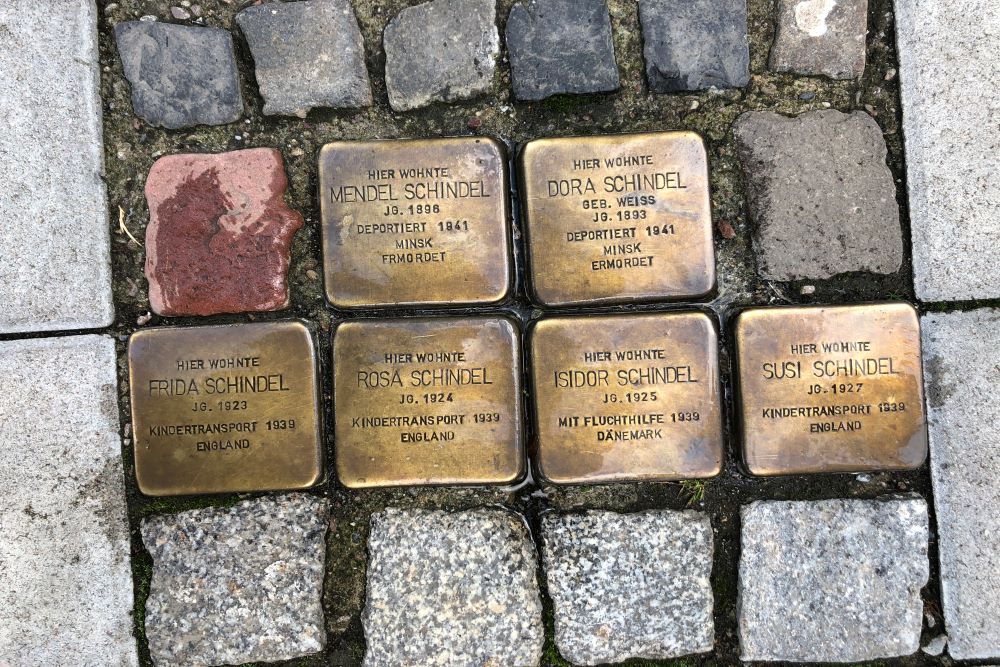 HIER WOHNTE
MENDEL SCHINDEL
JG. 1896
DEPORTIERT 1941
MINSK
ERMORDET
HIER WOHNTE
DORA SCHINDEL
GEB. WEISS
JG. 1893
DEPORTIERT 1941
MINSK
ERMORDET
HIER WOHNTE
FRIDA SCHINDEL
JG. 1923
KINDERTRANSPORT 1939
ENGLAND
HIER WOHNTE
ROSA SCHINDEL
JG. 1924
KINDERTRANSPORT 1939
ENGLAND
HIER WOHNTE
ISIDOR SCHINDEL
JG. 1925
MIT FLUCHTHILFE 1939
DÄNEMARK
HIER WOHNTE
SUSI SCHINDEL
JG. 1927
KINDERTRANSPORT 1939
ENGLAND